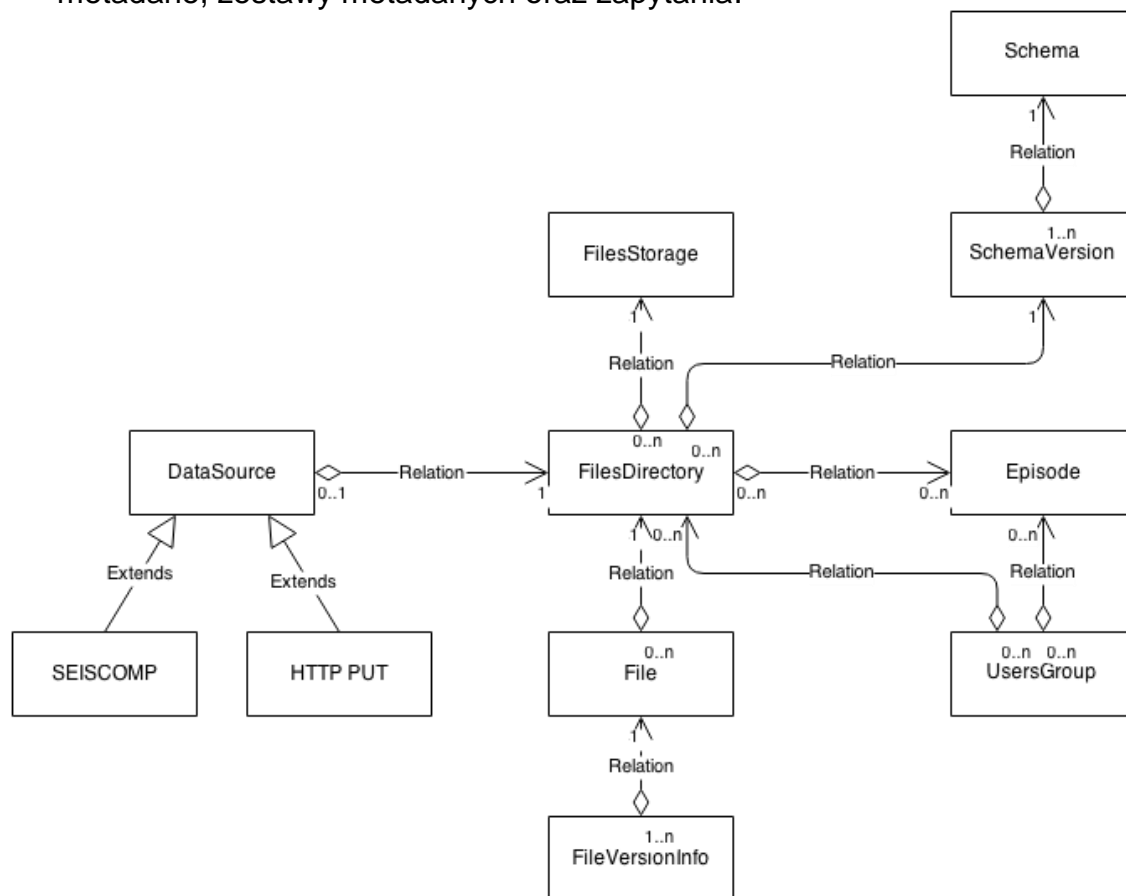 metadane, zestawy metadanych oraz zapytania.
Schema
1
Relation
1..n
SchemaVersion
FilesStorage
1
1
Relation
Relation
0..n
0..n
DataSource
Relation
FilesDirectory
Relation
Episode
0..1
1
0..n
0..n
1
0..n
0..n
Extends
Extends
Relation
Relation
Relation
SEISCOMP
HTTP PUT
0..n
File
0..n
0..n
UsersGroup
1
Relation
1..n
FileVersionInfo